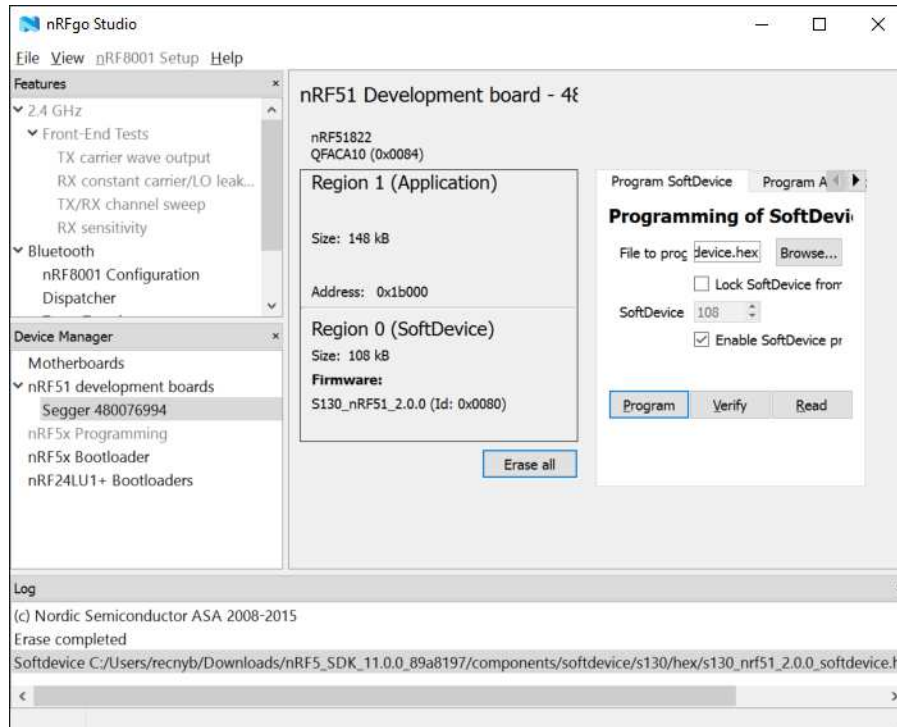 nRFgo Studio
File View nRF8001 Setup Help
Features
2.4 GHz
Front-End Tests
TX carrier wave output
RX constant carrier/LO leak...
TX/RX channel sweep
RX sensitivity
Bluetooth
nRF8001 Configuration
Dispatcher
Device Manager
Motherboards
nRF51 development boards
Segger 480076994
nRF5x Programming
nRF5x Bootloader
nRF24LU1+ Bootloaders
nRF51 Development board - 48
nRF51822
QFACA10 (0x0084)
Region 1 (Application)
Size: 148 kB
Address: 0x1b000
Region 0 (SoftDevice)
Size: 108 kB
Firmware:
S130_nRF51_2.0.0 (Id: 0x0080)
Erase all
Program SoftDevice Program A
Programming of SoftDevi
File to prog device.hex Browse...
Lock SoftDevice from
SoftDevice 108
Enable SoftDevice pr
Program Verify Read
Log
(c) Nordic Semiconductor ASA 2008-2015
Erase completed
Softdevice C:/Users/recnyb/Downloads/nRF5_SDK_11.0.0_89a8197/components/softdevice/s130/hex/s130_nrf51_2.0.0_softdevice.h